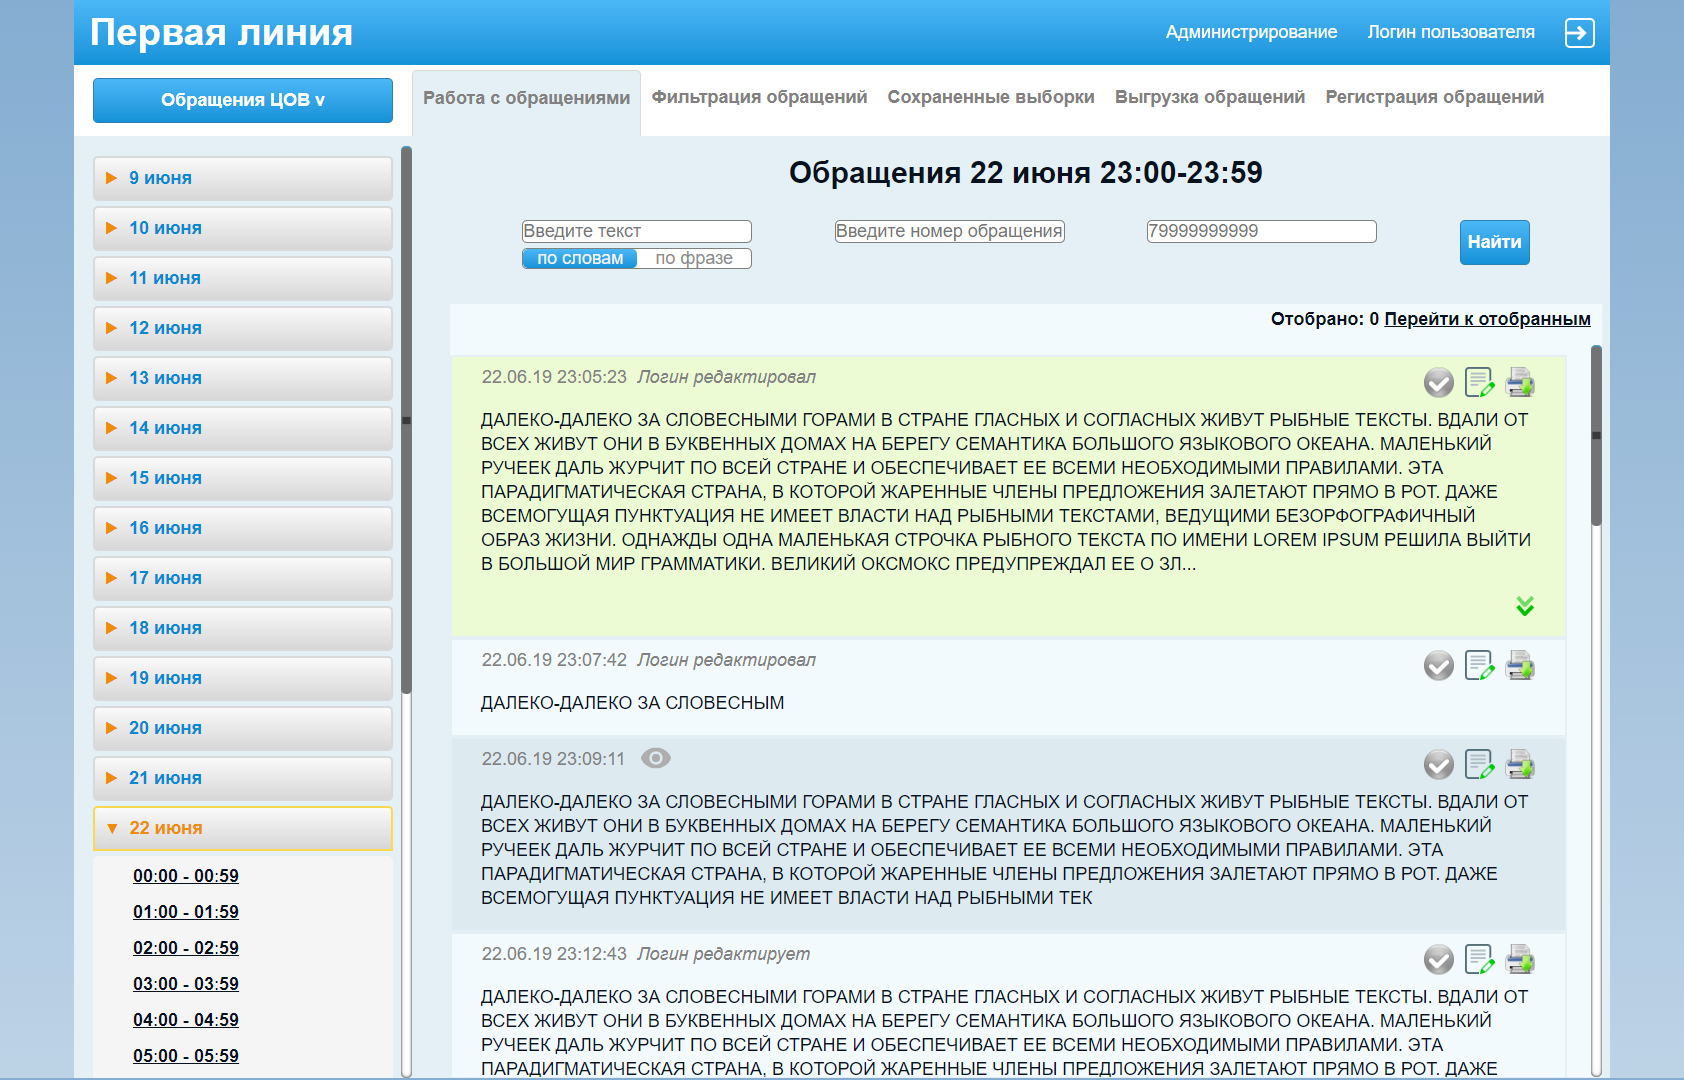 Первая линия
Администрирование
Логин пользователя
Обращения ЦОВ v
Работа с обращениями
Фильтрация обращений
Сохраненные выборки
Выгрузка обращений
Регистрация обращений
9 июня
10 июня
11 июня
12 июня
13 июня
14 июня
15 июня
16 июня
17 июня
18 июня
19 июня
20 июня
21 июня
22 июня
00:00 - 00:59
01:00 - 01:59
02:00 - 02:59
03:00 - 03:59
04:00 - 04:59
05:00 - 05:59
Обращения 22 июня 23:00-23:59
Введите текст
Введите номер обращения
79999999999
Найти
по словам
по фразе
Отобрано: 0 Перейти к отобранным
22.06.19 23:05:23 Логин редактировал
ДАЛЕКО-ДАЛЕКО ЗА СЛОВЕСНЫМИ ГОРАМИ В СТРАНЕ ГЛАСНЫХ И СОГЛАСНЫХ ЖИВУТ РЫБНЫЕ ТЕКСТЫ. ВДАЛИ ОТ
ВСЕХ ЖИВУТ ОНИ В БУКВЕННЫХ ДОМАХ НА БЕРЕГУ СЕМАНТИКА БОЛЬШОГО ЯЗЫКОВОГО ОКЕАНА. МАЛЕНЬКИЙ
РУЧЕЕК ДАЛЬ ЖУРЧИТ ПО ВСЕЙ СТРАНЕ И ОБЕСПЕЧИВАЕТ ЕЕ ВСЕМИ НЕОБХОДИМЫМИ ПРАВИЛАМИ. ЭТА
ПАРАДИГМАТИЧЕСКАЯ СТРАНА, В КОТОРОЙ ЖАРЕННЫЕ ЧЛЕНЫ ПРЕДЛОЖЕНИЯ ЗАЛЕТАЮТ ПРЯМО В РОТ. ДАЖЕ
ВСЕМОГУЩАЯ ПУНКТУАЦИЯ НЕ ИМЕЕТ ВЛАСТИ НАД РЫБНЫМИ ТЕКСТАМИ, ВЕДУЩИМИ БЕЗОРФОГРАФИЧНЫЙ
ОБРАЗ ЖИЗНИ. ОДНАЖДЫ ОДНА МАЛЕНЬКАЯ СТРОЧКА РЫБНОГО ТЕКСТА ПО ИМЕНИ LOREM IPSUM РЕШИЛА ВЫЙТИ
В БОЛЬШОЙ МИР ГРАММАТИКИ. ВЕЛИКИЙ ОКСМОКС ПРЕДУПРЕЖДАЛ ЕЕ О ЗЛ...
22.06.19 23:07:42 Логин редактировал
ДАЛЕКО-ДАЛЕКО ЗА СЛОВЕСНЫМ
22.06.19 23:09:11
ДАЛЕКО-ДАЛЕКО ЗА СЛОВЕСНЫМИ ГОРАМИ В СТРАНЕ ГЛАСНЫХ И СОГЛАСНЫХ ЖИВУТ РЫБНЫЕ ТЕКСТЫ. ВДАЛИ ОТ
ВСЕХ ЖИВУТ ОНИ В БУКВЕННЫХ ДОМАХ НА БЕРЕГУ СЕМАНТИКА БОЛЬШОГО ЯЗЫКОВОГО ОКЕАНА. МАЛЕНЬКИЙ
РУЧЕЕК ДАЛЬ ЖУРЧИТ ПО ВСЕЙ СТРАНЕ И ОБЕСПЕЧИВАЕТ ЕЕ ВСЕМИ НЕОБХОДИМЫМИ ПРАВИЛАМИ. ЭТА
ПАРАДИГМАТИЧЕСКАЯ СТРАНА, В КОТОРОЙ ЖАРЕННЫЕ ЧЛЕНЫ ПРЕДЛОЖЕНИЯ ЗАЛЕТАЮТ ПРЯМО В РОТ. ДАЖЕ
ВСЕМОГУЩАЯ ПУНКТУАЦИЯ НЕ ИМЕЕТ ВЛАСТИ НАД РЫБНЫМИ ТЕК
22.06.19 23:12:43 Логин редактирует
ДАЛЕКО-ДАЛЕКО ЗА СЛОВЕСНЫМИ ГОРАМИ В СТРАНЕ ГЛАСНЫХ И СОГЛАСНЫХ ЖИВУТ РЫБНЫЕ ТЕКСТЫ. ВДАЛИ ОТ
ВСЕХ ЖИВУТ ОНИ В БУКВЕННЫХ ДОМАХ НА БЕРЕГУ СЕМАНТИКА БОЛЬШОГО ЯЗЫКОВОГО ОКЕАНА. МАЛЕНЬКИЙ
РУЧЕЕК ДАЛЬ ЖУРЧИТ ПО ВСЕЙ СТРАНЕ И ОБЕСПЕЧИВАЕТ ЕЕ ВСЕМИ НЕОБХОДИМЫМИ ПРАВИЛАМИ. ЭТА
ПАРАДИГМАТИЧЕСКАЯ СТРАНА, В КОТОРОЙ ЖАРЕННЫЕ ЧЛЕНЫ ПРЕДЛОЖЕНИЯ ЗАЛЕТАЮТ ПРЯМО В РОТ. ДАЖЕ